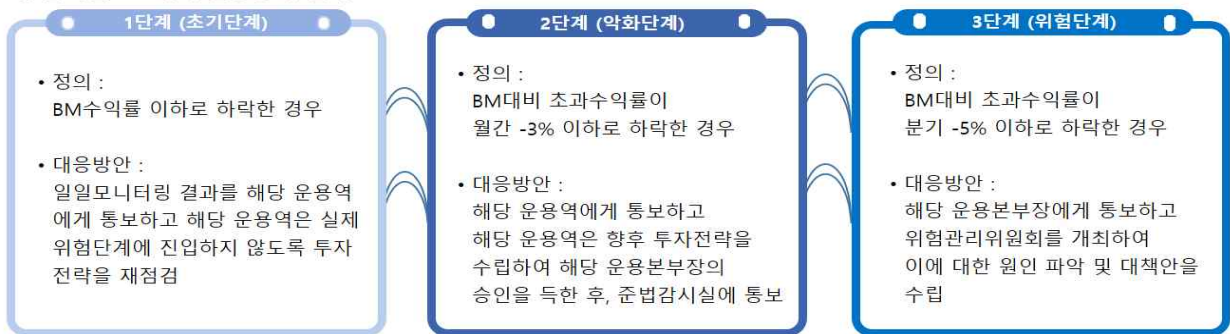 1단계 (초기단계)
• 정의 :
BM수익률 이하로 하락한 경우
• 대응방안 :
일일모니터링 결과를 해당 운용역
에게 통보하고 해당 운용역은 실제
위험단계에 진입하지 않도록 투자
전략을 재점검
2단계 (악화단계)
• 정의 :
BM대비 초과수익률이
월간 -3% 이하로 하락한 경우
• 대응방안 :
해당 운용역에게 통보하고
해당 운용역은 향후 투자전략을
수립하여 해당 운용본부장의
승인을 득한 후, 준법감시실에 통보
3단계 (위험단계)
• 정의 :
BM대비 초과수익률이
분기 -5% 이하로 하락한 경우
• 대응방안 :
해당 운용본부장에게 통보하고
위험관리위원회를 개최하여
이에 대한 원인 파악 및 대책안을
수립